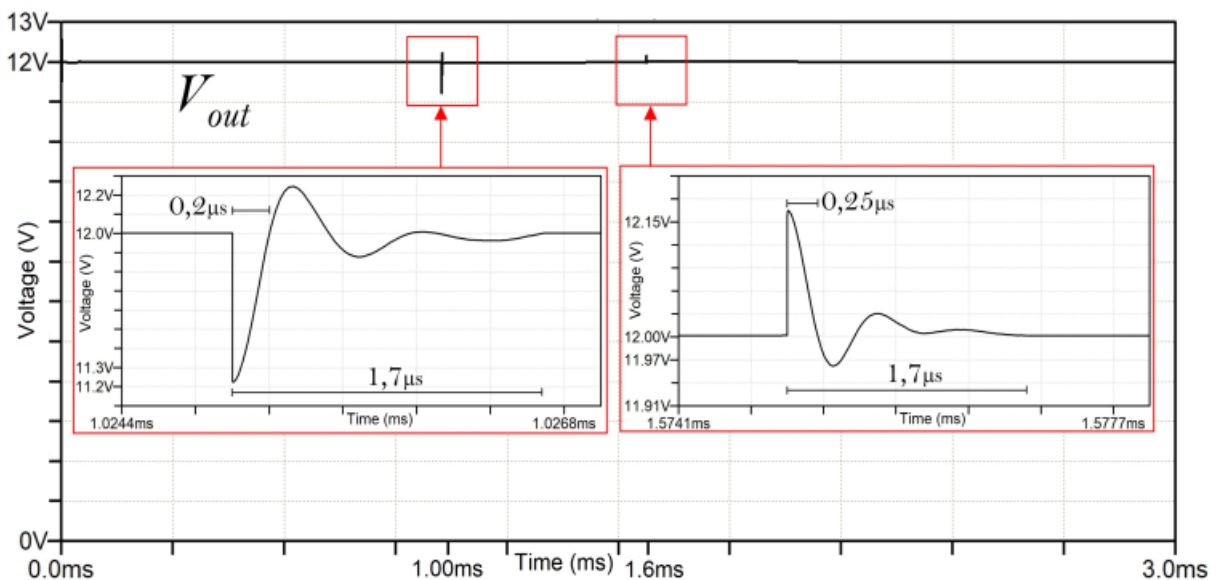 13V
12V
V out
Voltage (V)
0V
0.0ms
1.00ms
Time (ms)
1.6ms
3.0ms
12.2V
12.0V
11.3V
11.2V
Voltage (V)
0,2µs
1,7µs
1.0244ms
Time (ms)
1.0268ms
12.15V
12.00V
11.97V
11.91V
Voltage (V)
0,25µs
1,7µs
1.5741ms
Time (ms)
1.5777ms